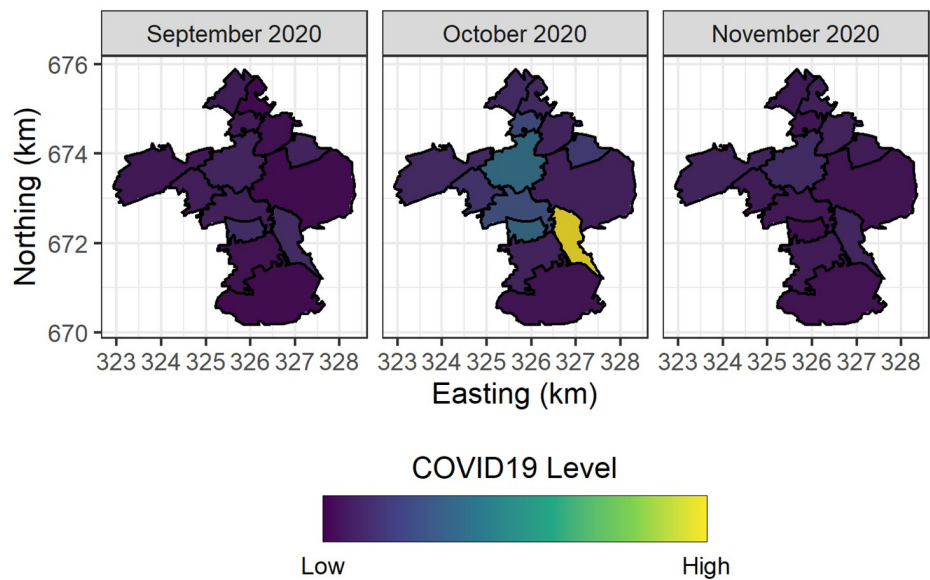 September 2020 October 2020 November 2020
676
674
672
670
Northing (km)
323 324 325 326 327 328 323 324 325 326 327 328 323 324 325 326 327 328
Easting (km)
COVID19 Level
Low High